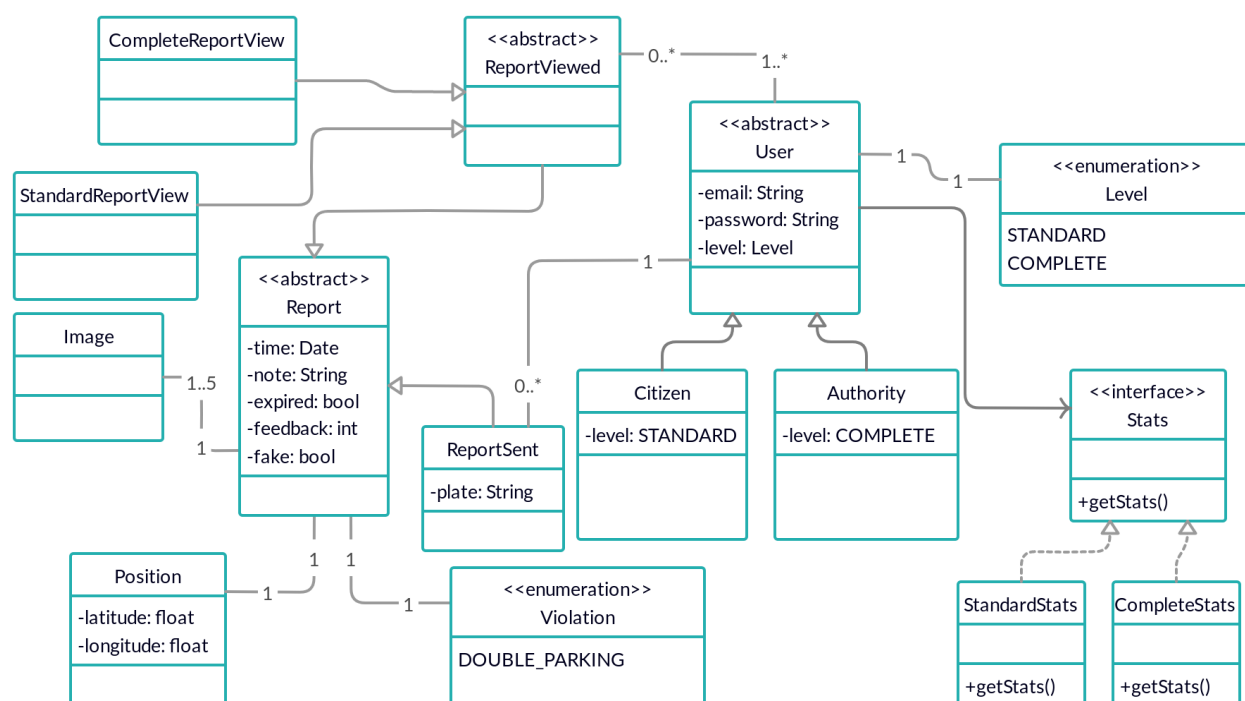 CompleteReportView
<<abstract>>
ReportViewed
0..*
1..*
<<abstract>>
User
-email: String
-password: String
-level: Level
1
1
<<enumeration>>
Level
STANDARD
COMPLETE
StandardReportView
<<abstract>>
Report
-time: Date
-note: String
-expired: bool
-feedback: int
-fake: bool
Image
1..5
1
1
0..*
ReportSent
-plate: String
Citizen
-level: STANDARD
Authority
-level: COMPLETE
<<interface>>
Stats
+getStats()
1
1
1
1
Position
-latitude: float
-longitude: float
<<enumeration>>
Violation
DOUBLE_PARKING
StandardStats
+getStats()
CompleteStats
+getStats()